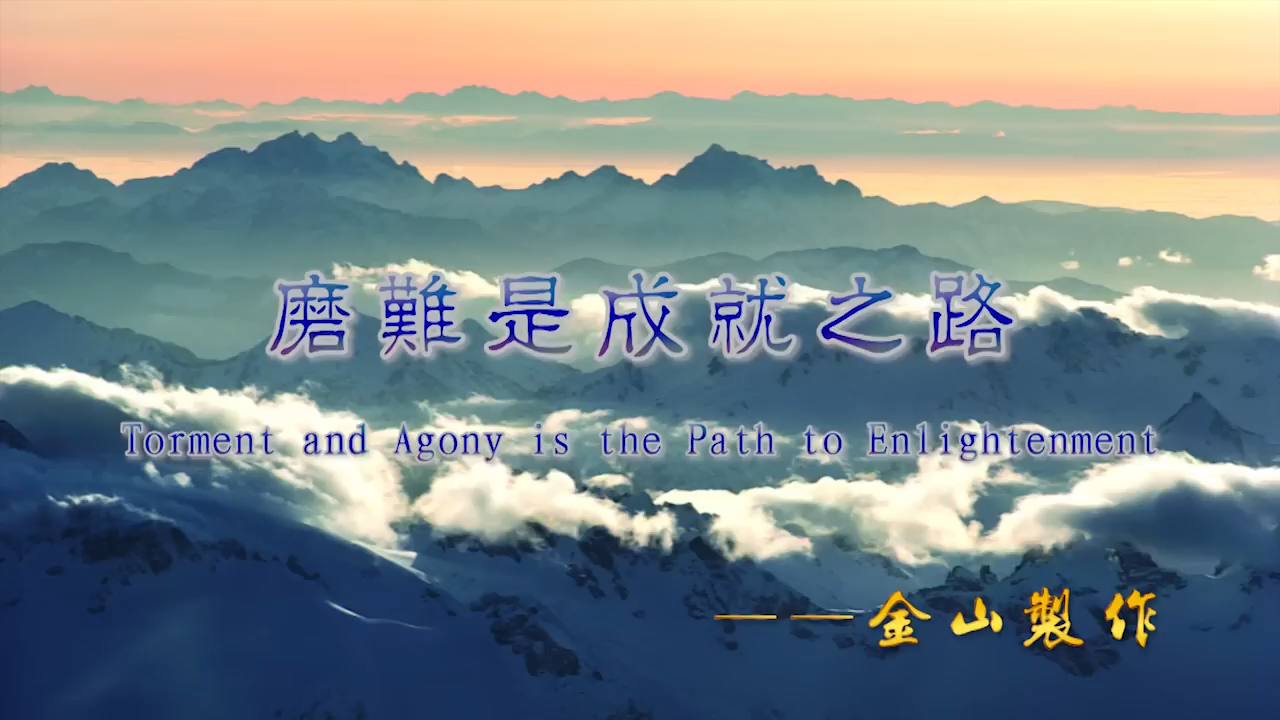 磨難是成就之路
Torment and Agony is the Path to Enlightenment
——金山製作